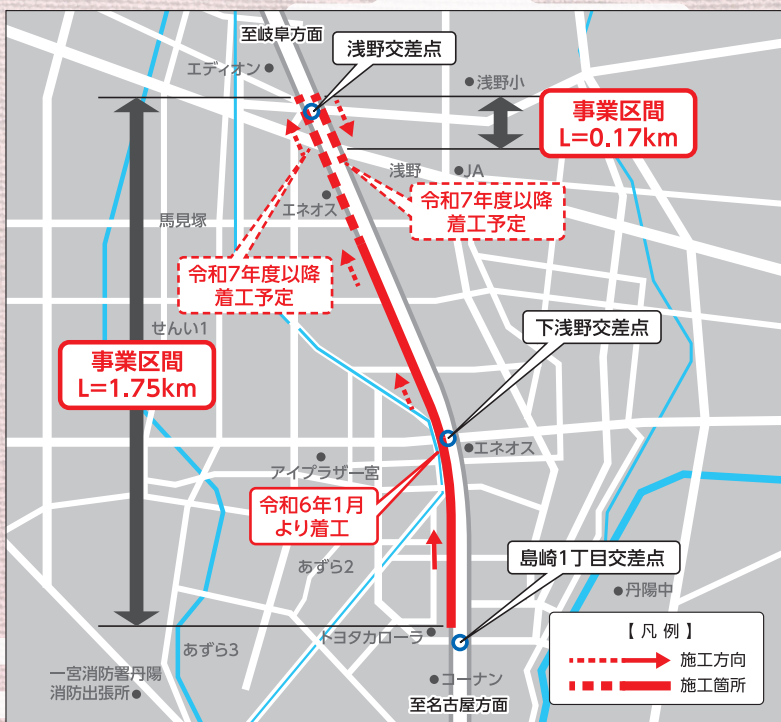 至岐阜方面
浅野交差点
エディオン
浅野小
事業区間
L=0.17km
浅野
JA
令和7年度以降
着工予定
エネオス
馬見塚
令和7年度以降
着工予定
せんい1
下浅野交差点
事業区間
L=1.75km
エネオス
アイプラザ一宮
令和6年1月
より着工
島崎1丁目交差点
あずら2
丹陽中
トヨタカローラ
【凡例】
あずら3
施工方向
一宮消防署丹陽
消防出張所
コーナン
施工箇所
至名古屋方面